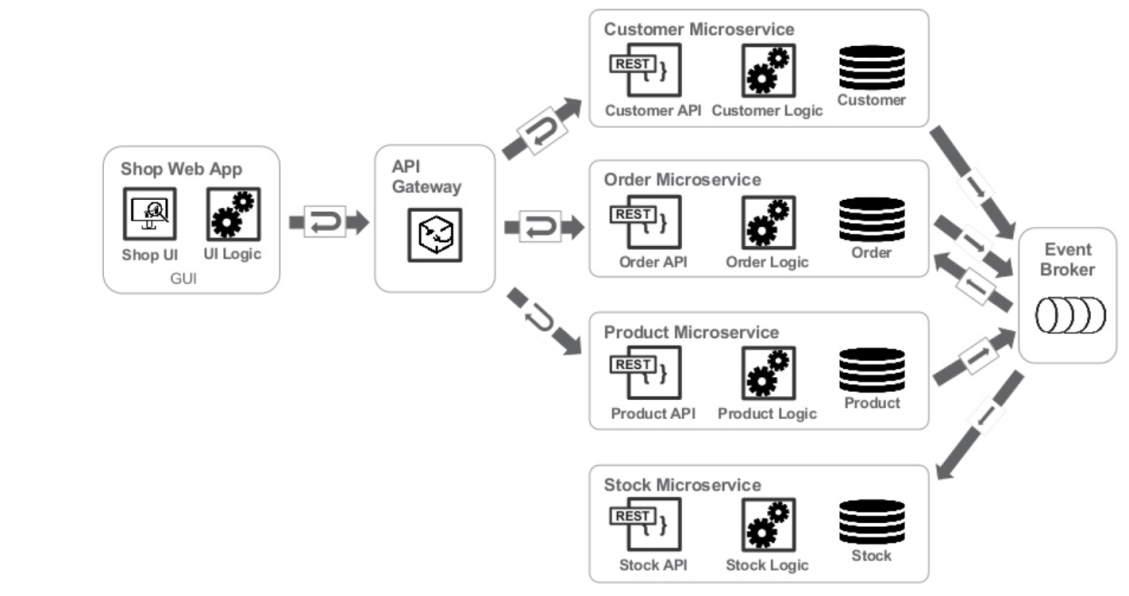 Shop Web App
Shop UI
UI Logic
GUI
API
Gateway
Customer Microservice
REST
{ }
Customer API
Customer Logic
Customer
Order Microservice
REST
}
Order API
Order Logic
Order
Product Microservice
REST
}
Product API
Product Logic
Product
Stock Microservice
REST
}
Stock API
Stock Logic
Stock
Event
Broker